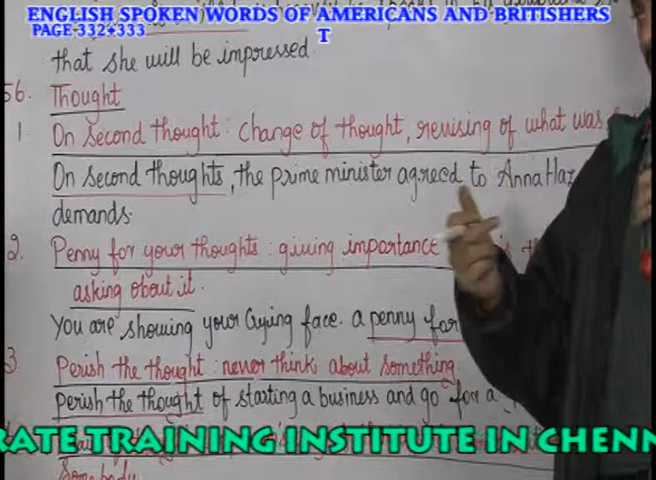 ENGLISH SPOKEN WORDS OF AMERICANS AND BRITISHERS
PAGE-332+333
T
that she will be impressed.
56. Thought
1. On second thought: change of thought, revising of what was
On second thoughts, the prime minister agreed to Anna Haz
demands.
2. Penny for your thoughts: giving importance
asking about it.
You are showing your crying face. a penny for
3. Perish the thought: never think about something.
perish the thought of starting a business and go for a
RATE TRAINING INSTITUTE IN CHENN
Somebody